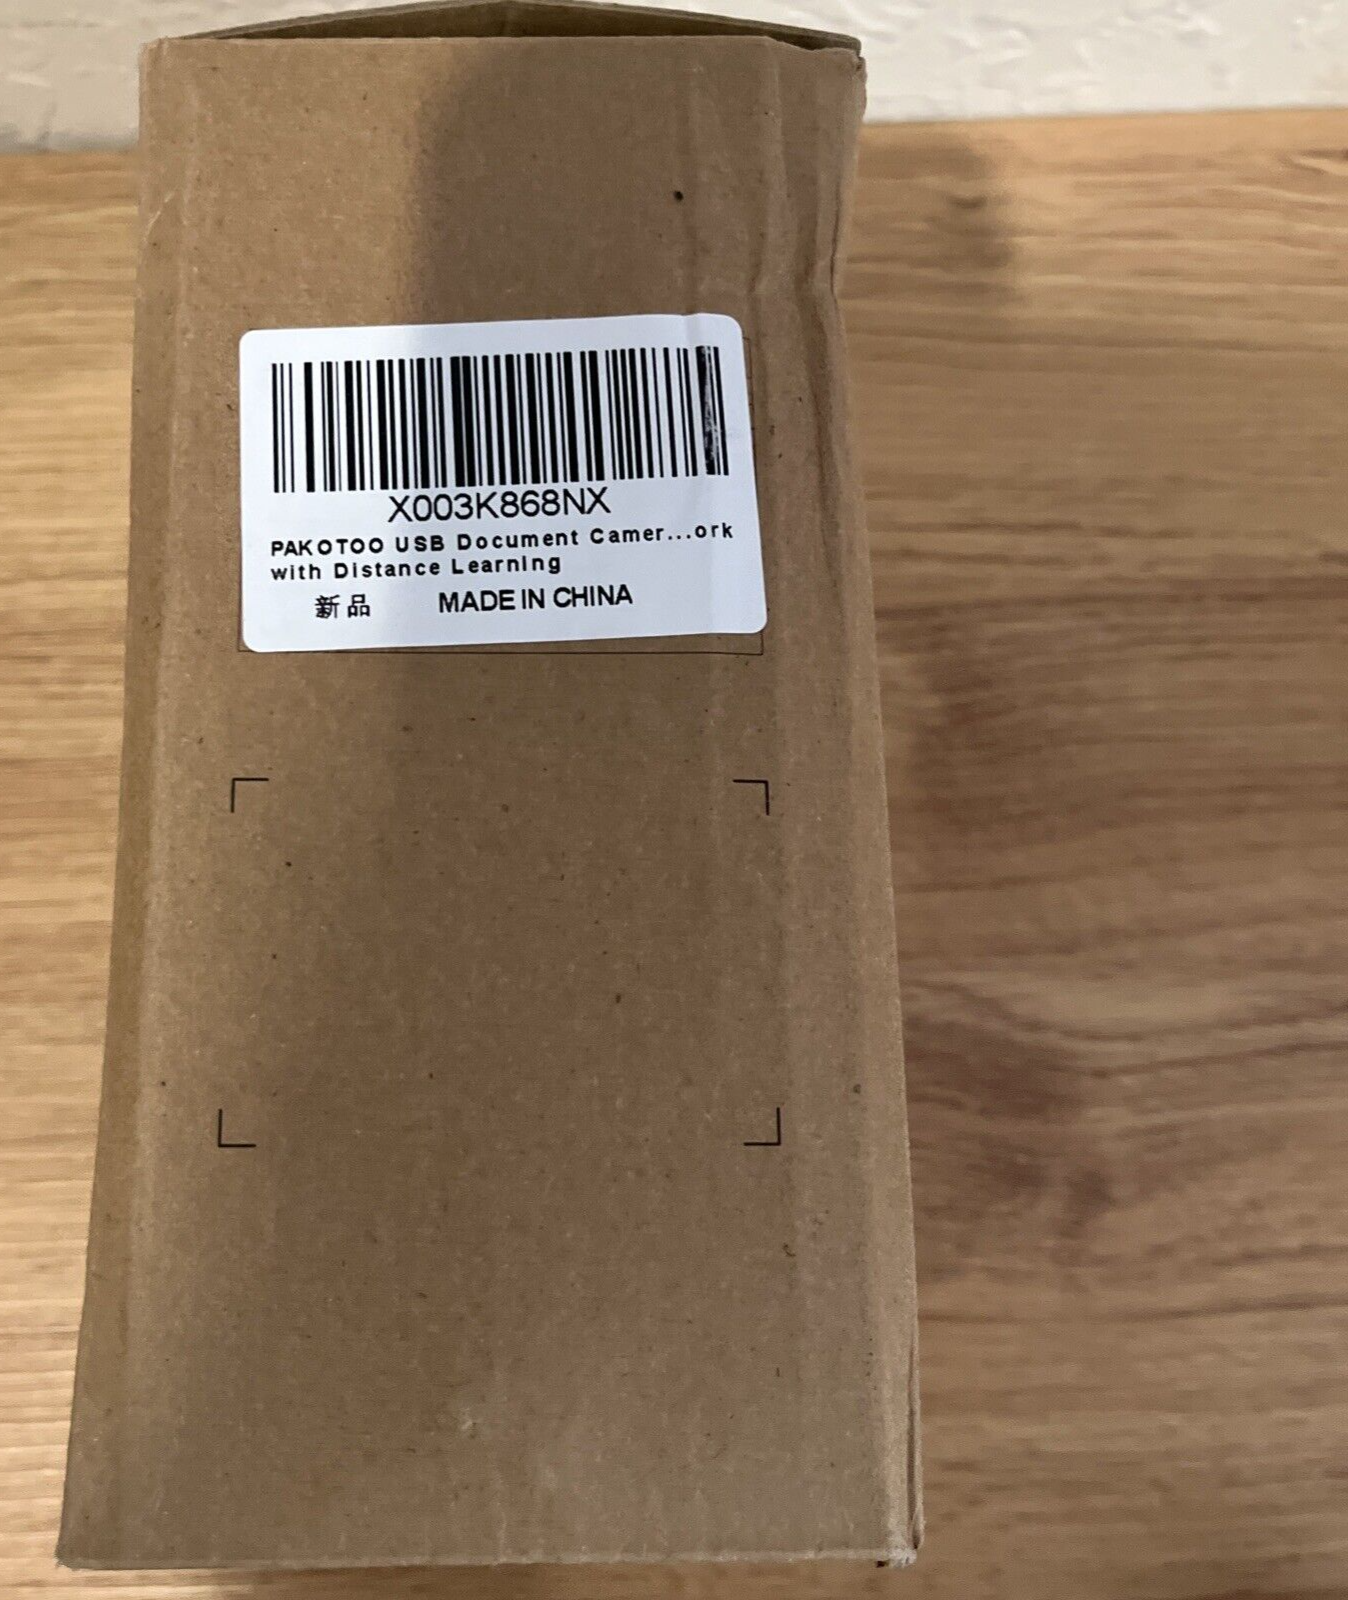 X003K868NX
PAKOTOO USB Document Camer...ork
with Distance Learning
新品 MADE IN CHINA